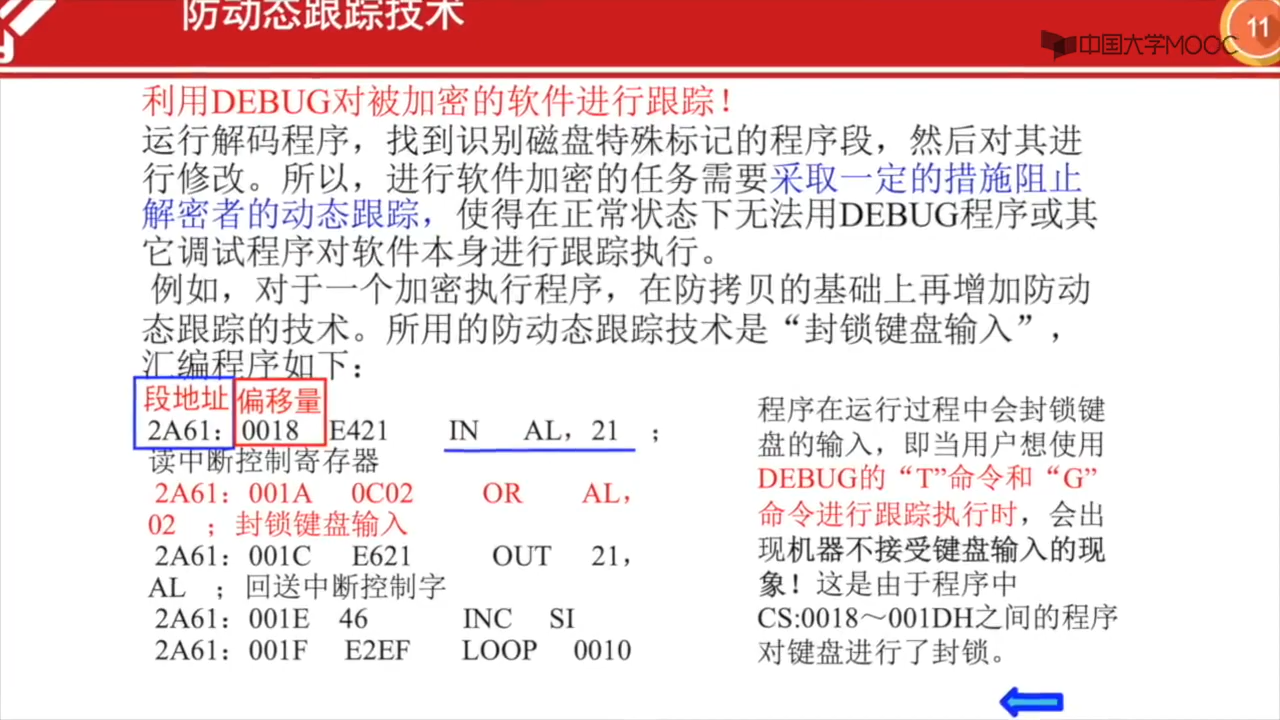 防动态跟踪技术
11
中国大学MOOC
利用DEBUG对被加密的软件进行跟踪!
运行解码程序，找到识别磁盘特殊标记的程序段，然后对其进
行修改。所以，进行软件加密的任务需要采取一定的措施阻止
解密者的动态跟踪，使得在正常状态下无法用DEBUG程序或其
它调试程序对软件本身进行跟踪执行。
例如，对于一个加密执行程序，在防拷贝的基础上再增加防动
态跟踪的技术。所用的防动态跟踪技术是“封锁键盘输入”，
汇编程序如下：
段地址 偏移量
2A61： 0018 E421 IN AL，21 ；
读中断控制寄存器
2A61：001A 0C02 OR AL，
02 ；封锁键盘输入
2A61：001C E621 OUT 21，
AL ；回送中断控制字
2A61：001E 46 INC SI
2A61：001F E2EF LOOP 0010
程序在运行过程中会封锁键
盘的输入，即当用户想使用
DEBUG的“T”命令和“G”
命令进行跟踪执行时，会出
现机器不接受键盘输入的现
象！这是由于程序中
CS:0018～001DH之间的程序
对键盘进行了封锁。